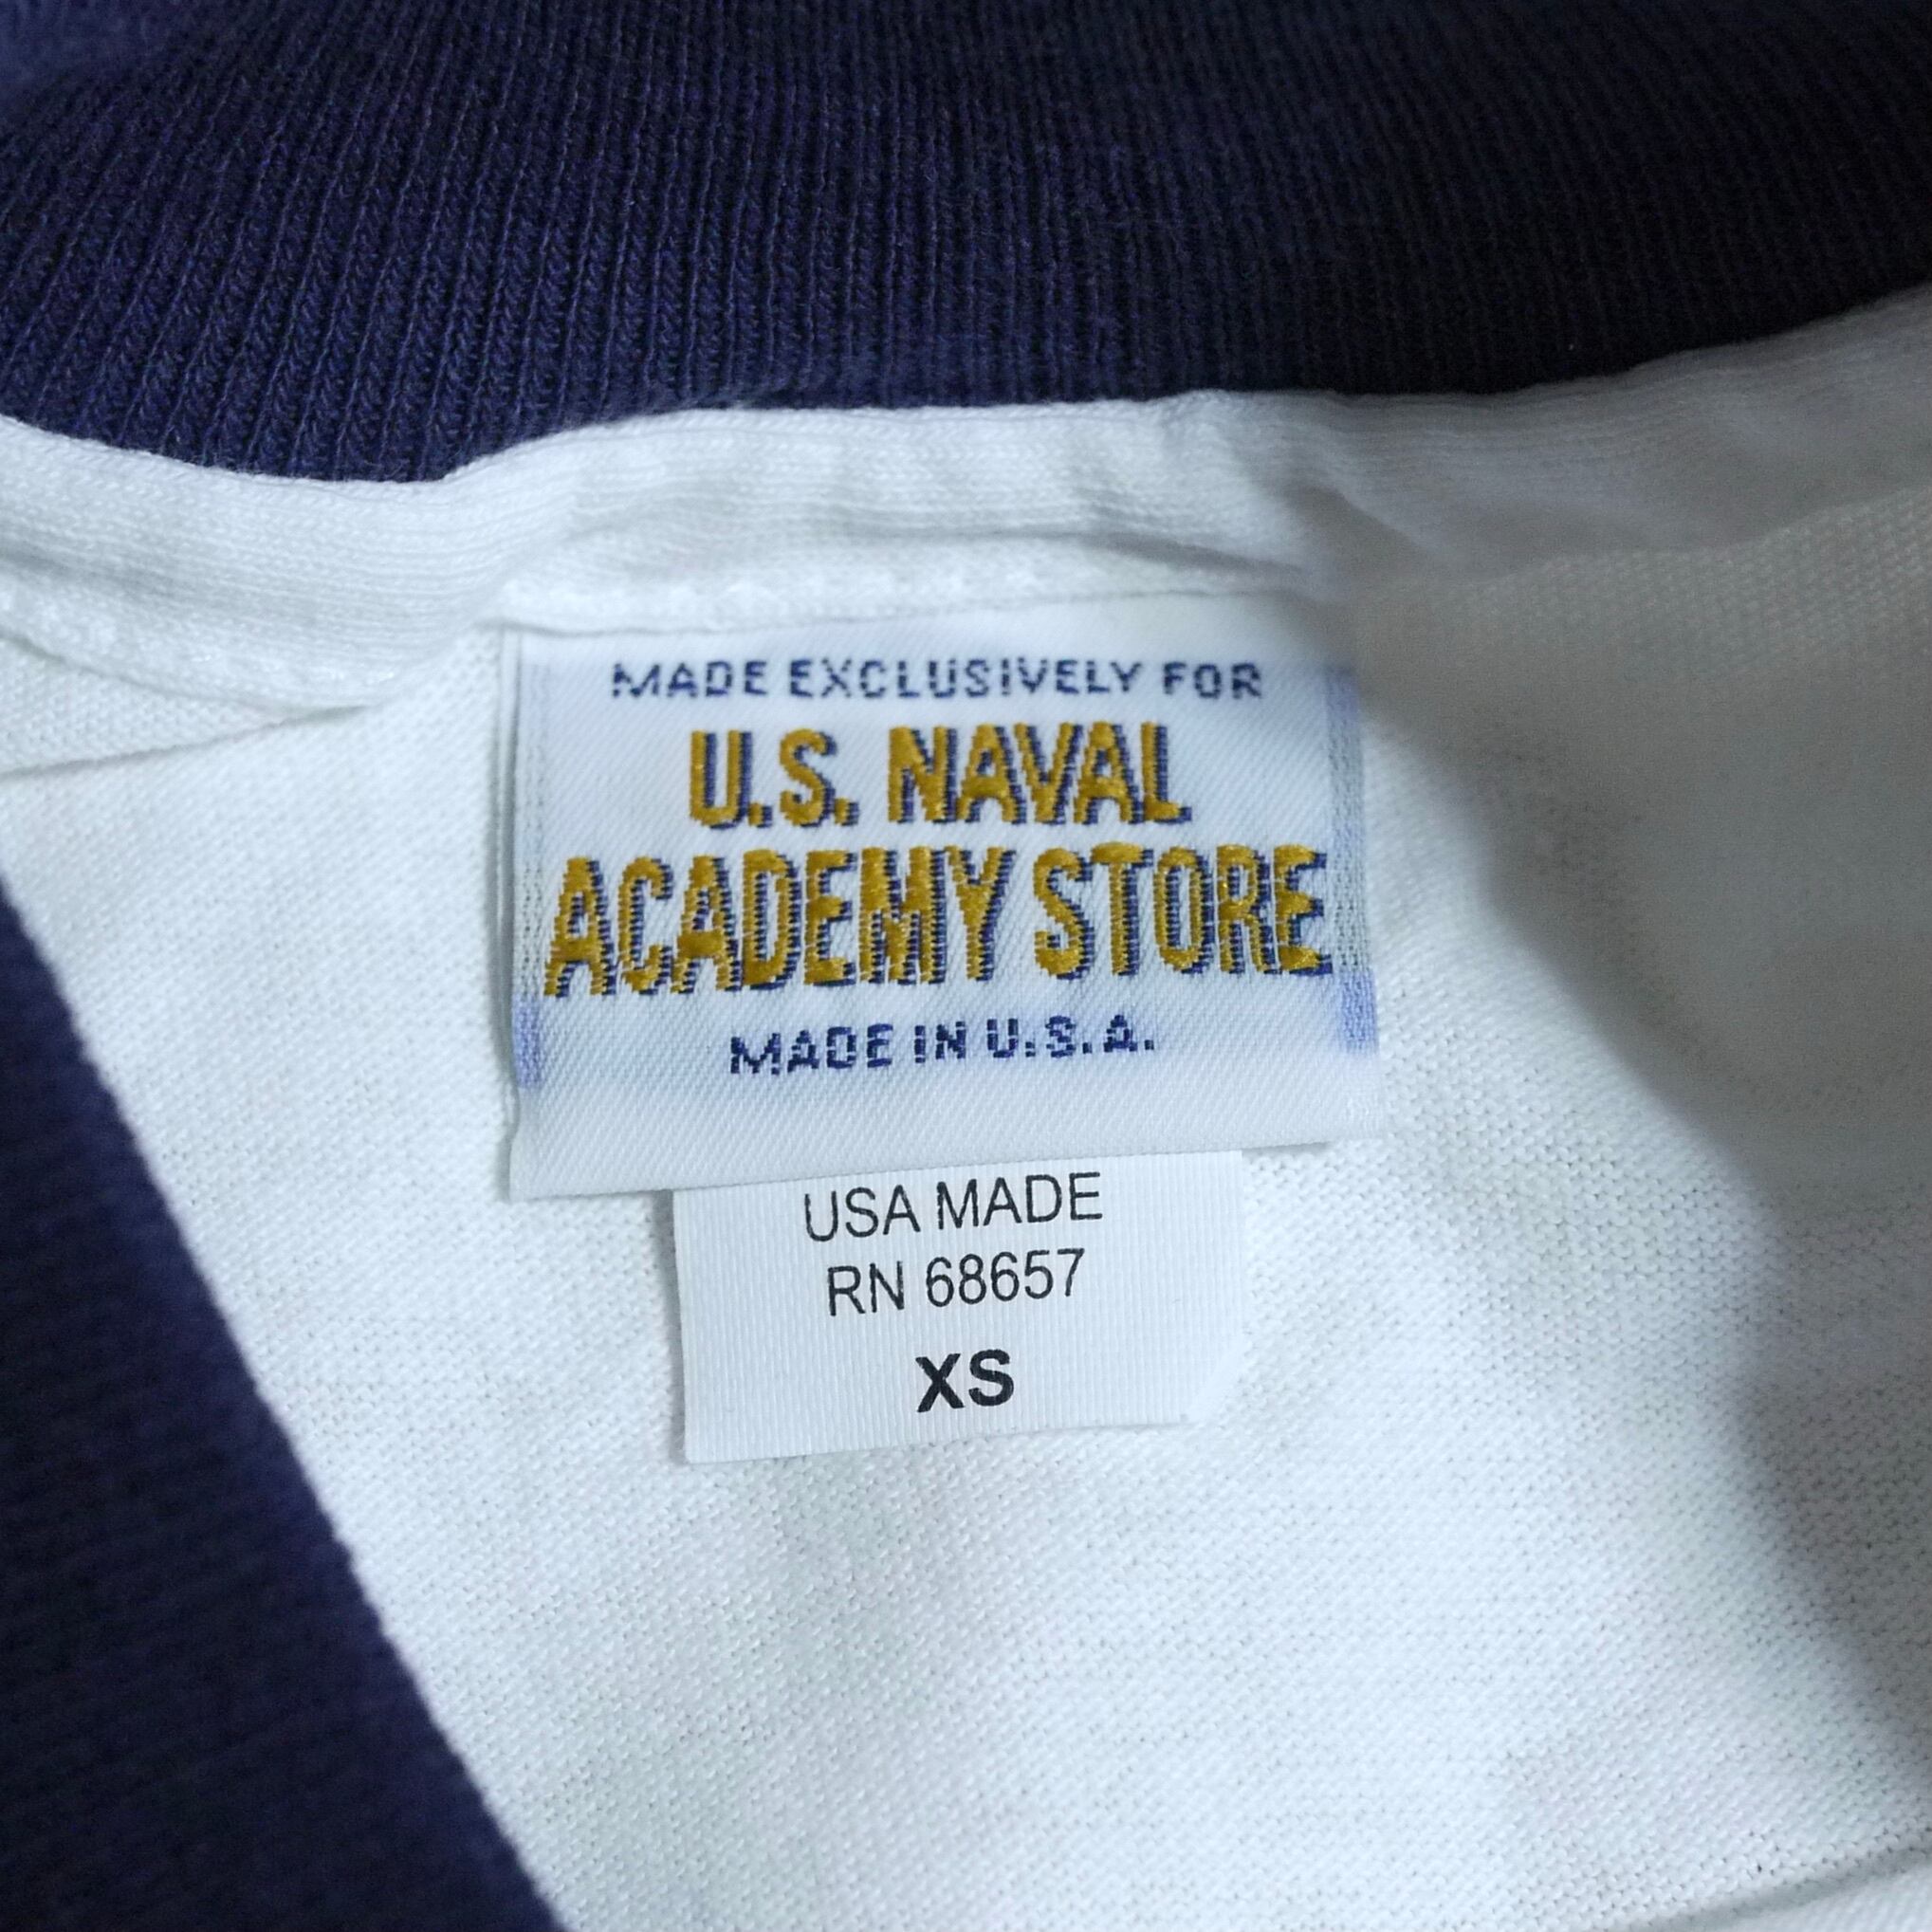 MADE EXCLUSIVELY FOR
U.S. NAVAL
ACADEMY STORE
MADE IN U.S.A.
USA MADE
RN 68657
XS